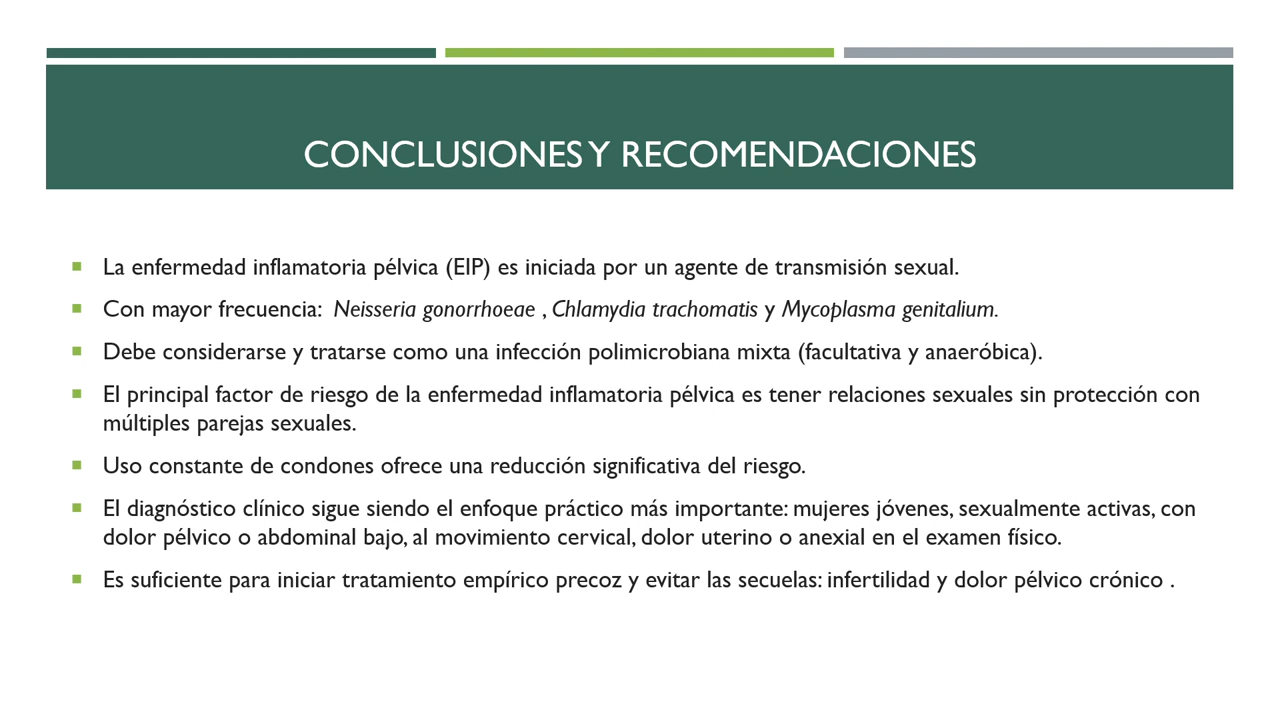 CONCLUSIONES Y RECOMENDACIONES
La enfermedad inflamatoria pélvica (EIP) es iniciada por un agente de transmisión sexual.
Con mayor frecuencia: Neisseria gonorrhoeae , Chlamydia trachomatis y Mycoplasma genitalium.
Debe considerarse y tratarse como una infección polimicrobiana mixta (facultativa y anaeróbica).
El principal factor de riesgo de la enfermedad inflamatoria pélvica es tener relaciones sexuales sin protección con
múltiples parejas sexuales.
Uso constante de condones ofrece una reducción significativa del riesgo.
El diagnóstico clínico sigue siendo el enfoque práctico más importante: mujeres jóvenes, sexualmente activas, con
dolor pélvico o abdominal bajo, al movimiento cervical, dolor uterino o anexial en el examen físico.
Es suficiente para iniciar tratamiento empírico precoz y evitar las secuelas: infertilidad y dolor pélvico crónico .